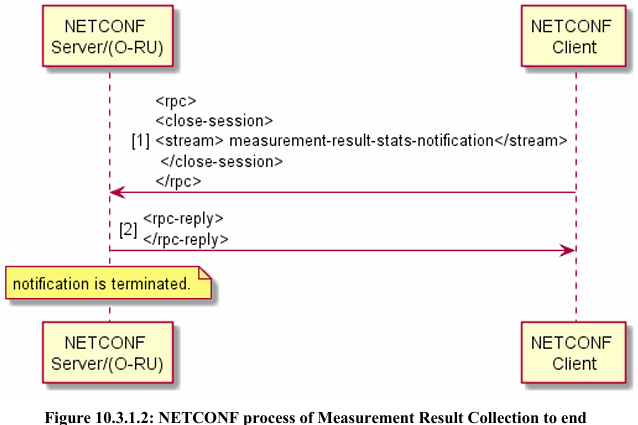 NETCONF
Server/(O-RU)
NETCONF
Client
<rpc>
<close-session>
[1] <stream> measurement-result-stats-notification</stream>
</close-session>
</rpc>
[2] <rpc-reply>
</rpc-reply>
notification is terminated.
NETCONF
Server/(O-RU)
NETCONF
Client
Figure 10.3.1.2: NETCONF process of Measurement Result Collection to end